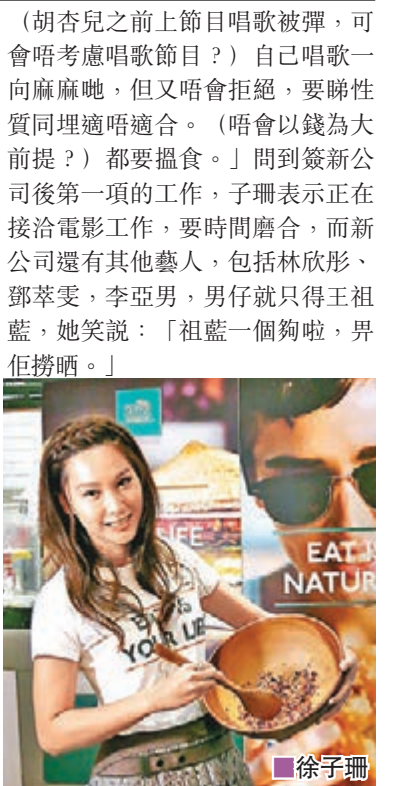 （胡杏兒之前上節目唱歌被彈，可
會唔考慮唱歌節目？）自己唱歌一
向麻麻哋，但又唔會拒絕，要睇性
質同埋適唔適合。（唔會以錢為大
前提？）都要搵食。」問到簽新公
司後第一項的工作，子珊表示正在
接洽電影工作，要時間磨合，而新
公司還有其他藝人，包括林欣彤、
鄧萃雯，李亞男，男仔就只得王祖
藍，她笑説：「祖藍一個夠啦，畀
佢撈晒。」
LIFE
EAT
NATUR
YOUR LIF
徐子珊